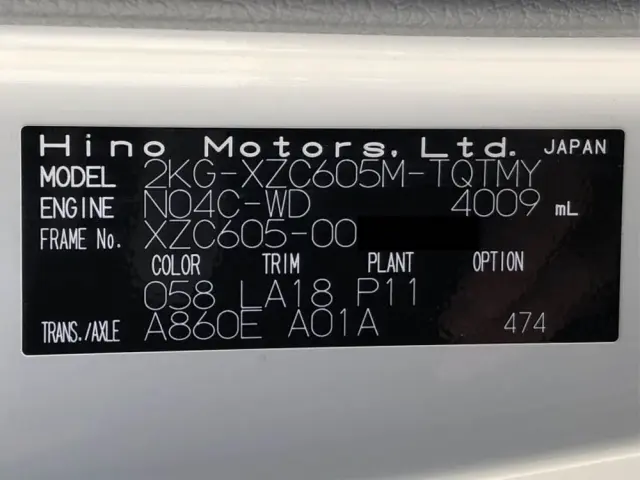 Hino Motors, Ltd. JAPAN
MODEL 2KG-XZC605M-TQTMY
ENGINE N04C-WD 4009 mL
FRAME No. XZC605-00
COLOR TRIM PLANT OPTION
058 LA18 P11
TRANS./AXLE A860E A01A 474